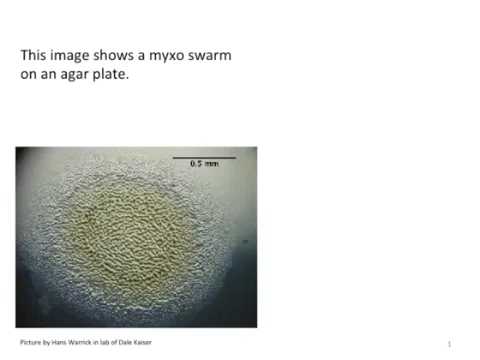 This image shows a myxo swarm
on an agar plate.
0.5 mm
Picture by Hans Warrick in lab of Dale Kaiser
1